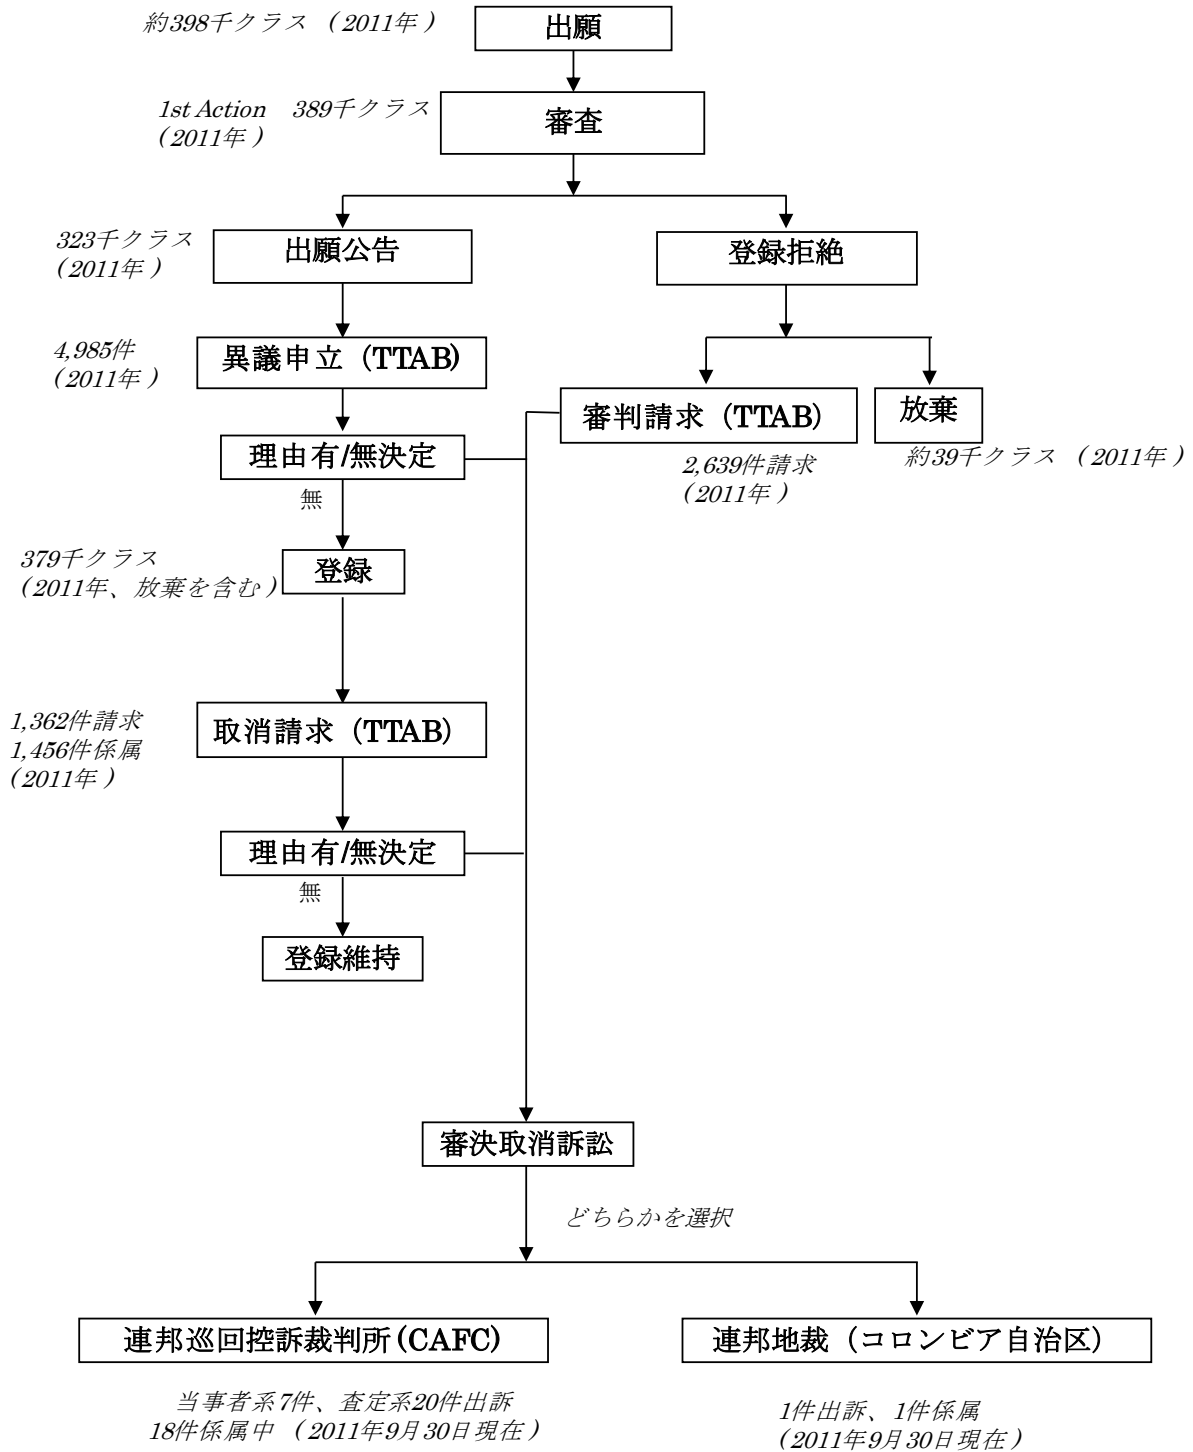 約398千クラス （2011年）
出願
1st Action　389千クラス
（2011年）
審査
323千クラス
（2011年）
出願公告
登録拒絶
4,985件
（2011年）
異議申立（TTAB）
審判請求（TTAB）
放棄
2,639件請求
（2011年）
約39千クラス （2011年）
理由有/無決定
無
379千クラス
（2011年、放棄を含む）
登録
1,362件請求
1,456件係属
（2011年）
取消請求（TTAB）
理由有/無決定
無
登録維持
審決取消訴訟
どちらかを選択
連邦巡回控訴裁判所(CAFC)
連邦地裁（コロンビア自治区）
当事者系7件、査定系20件出訴
18件係属中 （2011年9月30日現在）
1件出訴、1件係属
（2011年9月30日現在）